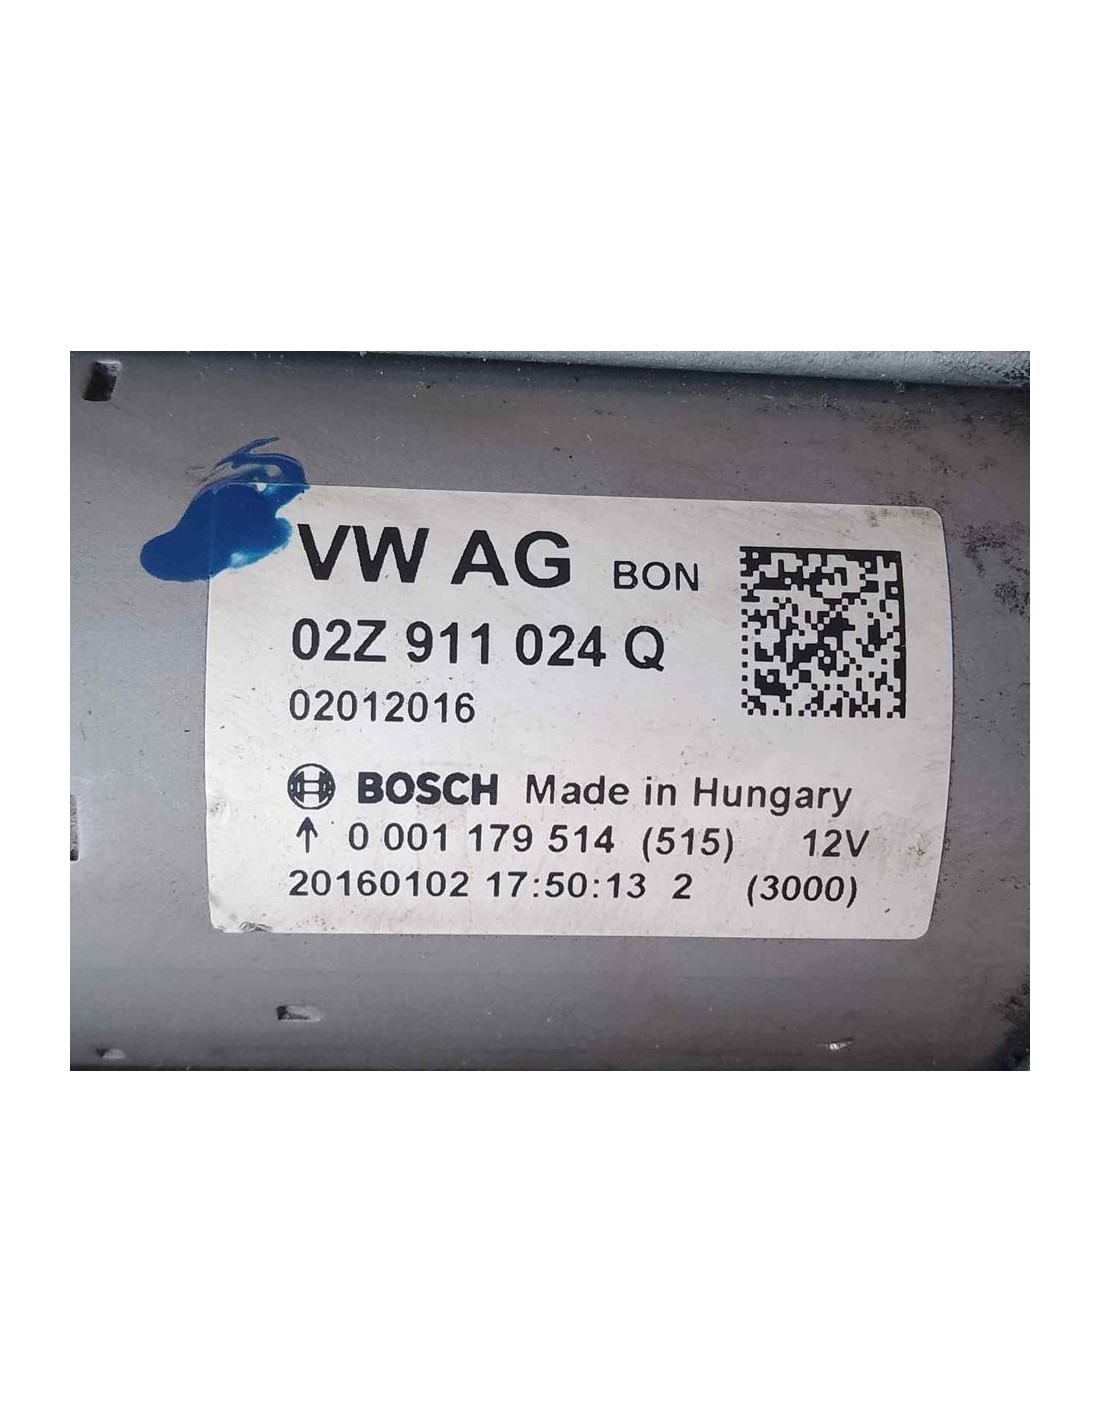 VW AG BON
02Z 911 024 Q
02012016
BOSCH Made in Hungary
↑ 0 001 179 514 (515) 12V
20160102 17:50:13 2 (3000)